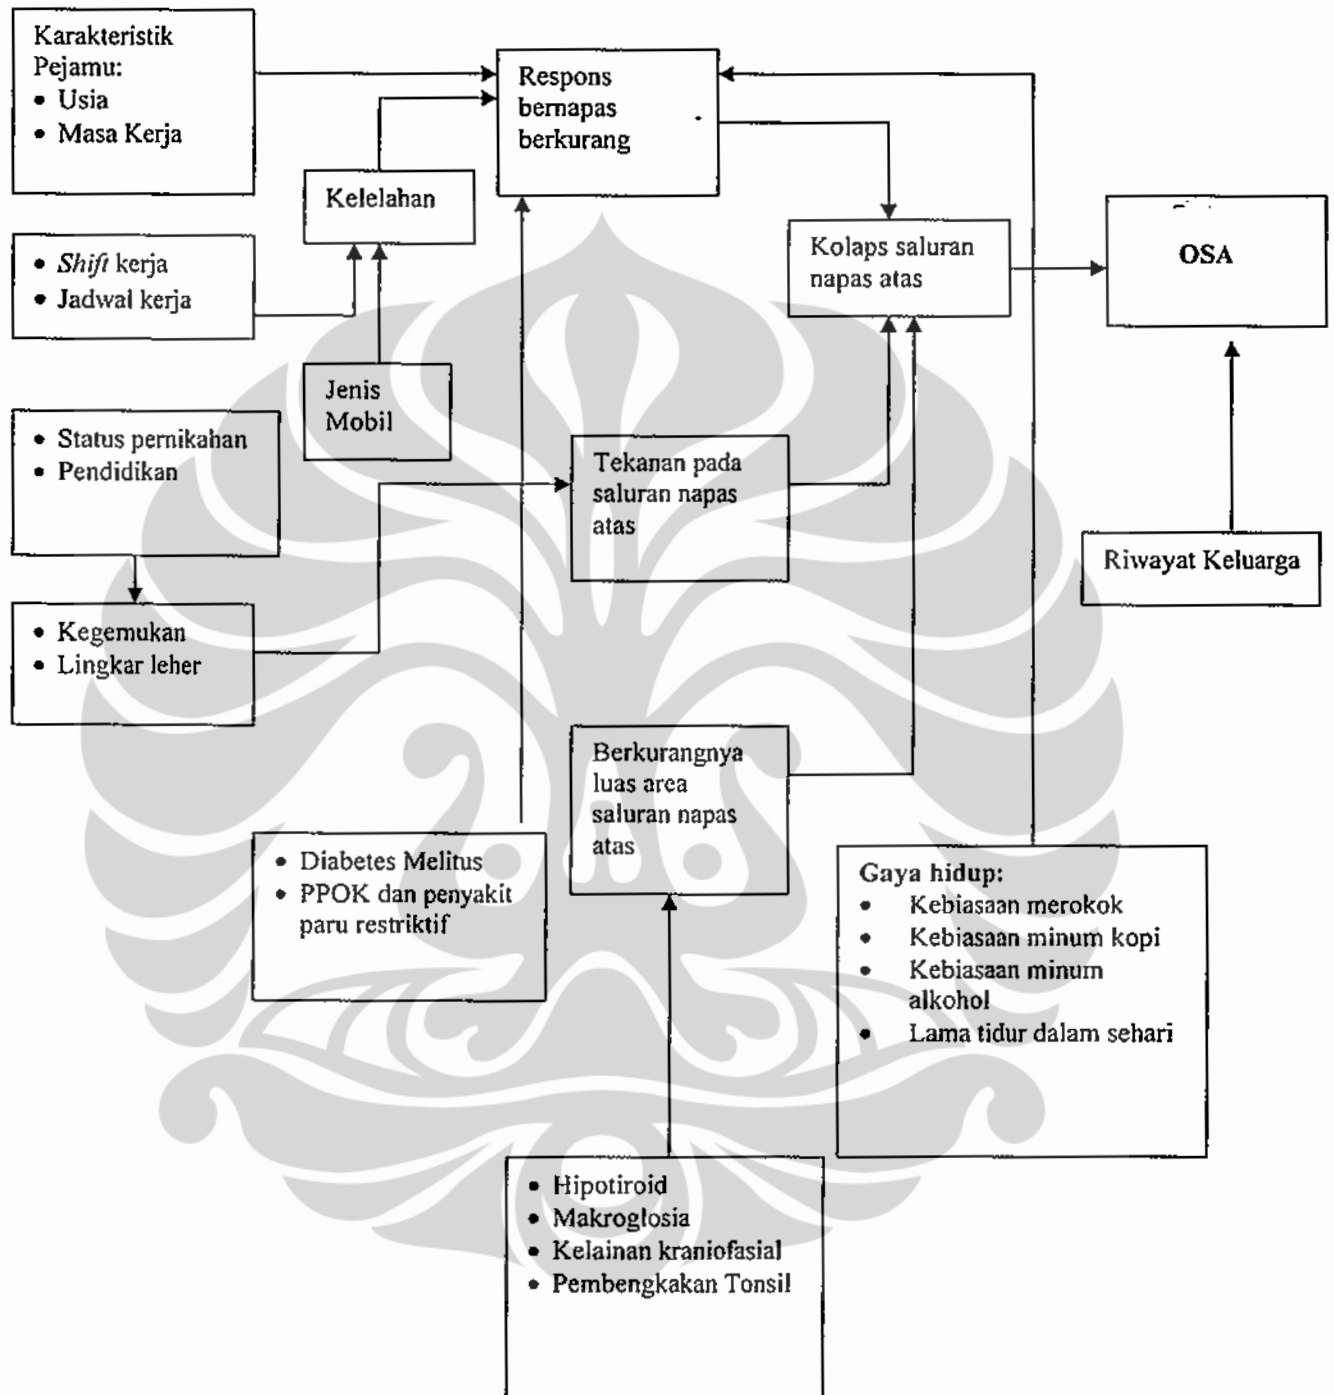 Karakteristik
Pejamu:
• Usia
• Masa Kerja
Respons
bernapas
berkurang
Kelelahan
• Shift kerja
• Jadwal kerja
Kolaps saluran
napas atas
OSA
Jenis
Mobil
• Status pernikahan
• Pendidikan
Tekanan pada
saluran napas
atas
Riwayat Keluarga
• Kegemukan
• Lingkar leher
Berkurangnya
luas area
saluran napas
atas
• Diabetes Melitus
• PPOK dan penyakit
paru restriktif
Gaya hidup:
• Kebiasaan merokok
• Kebiasaan minum kopi
• Kebiasaan minum
alkohol
• Lama tidur dalam sehari
• Hipotiroid
• Makroglosia
• Kelainan kraniofasial
• Pembengkakan Tonsil